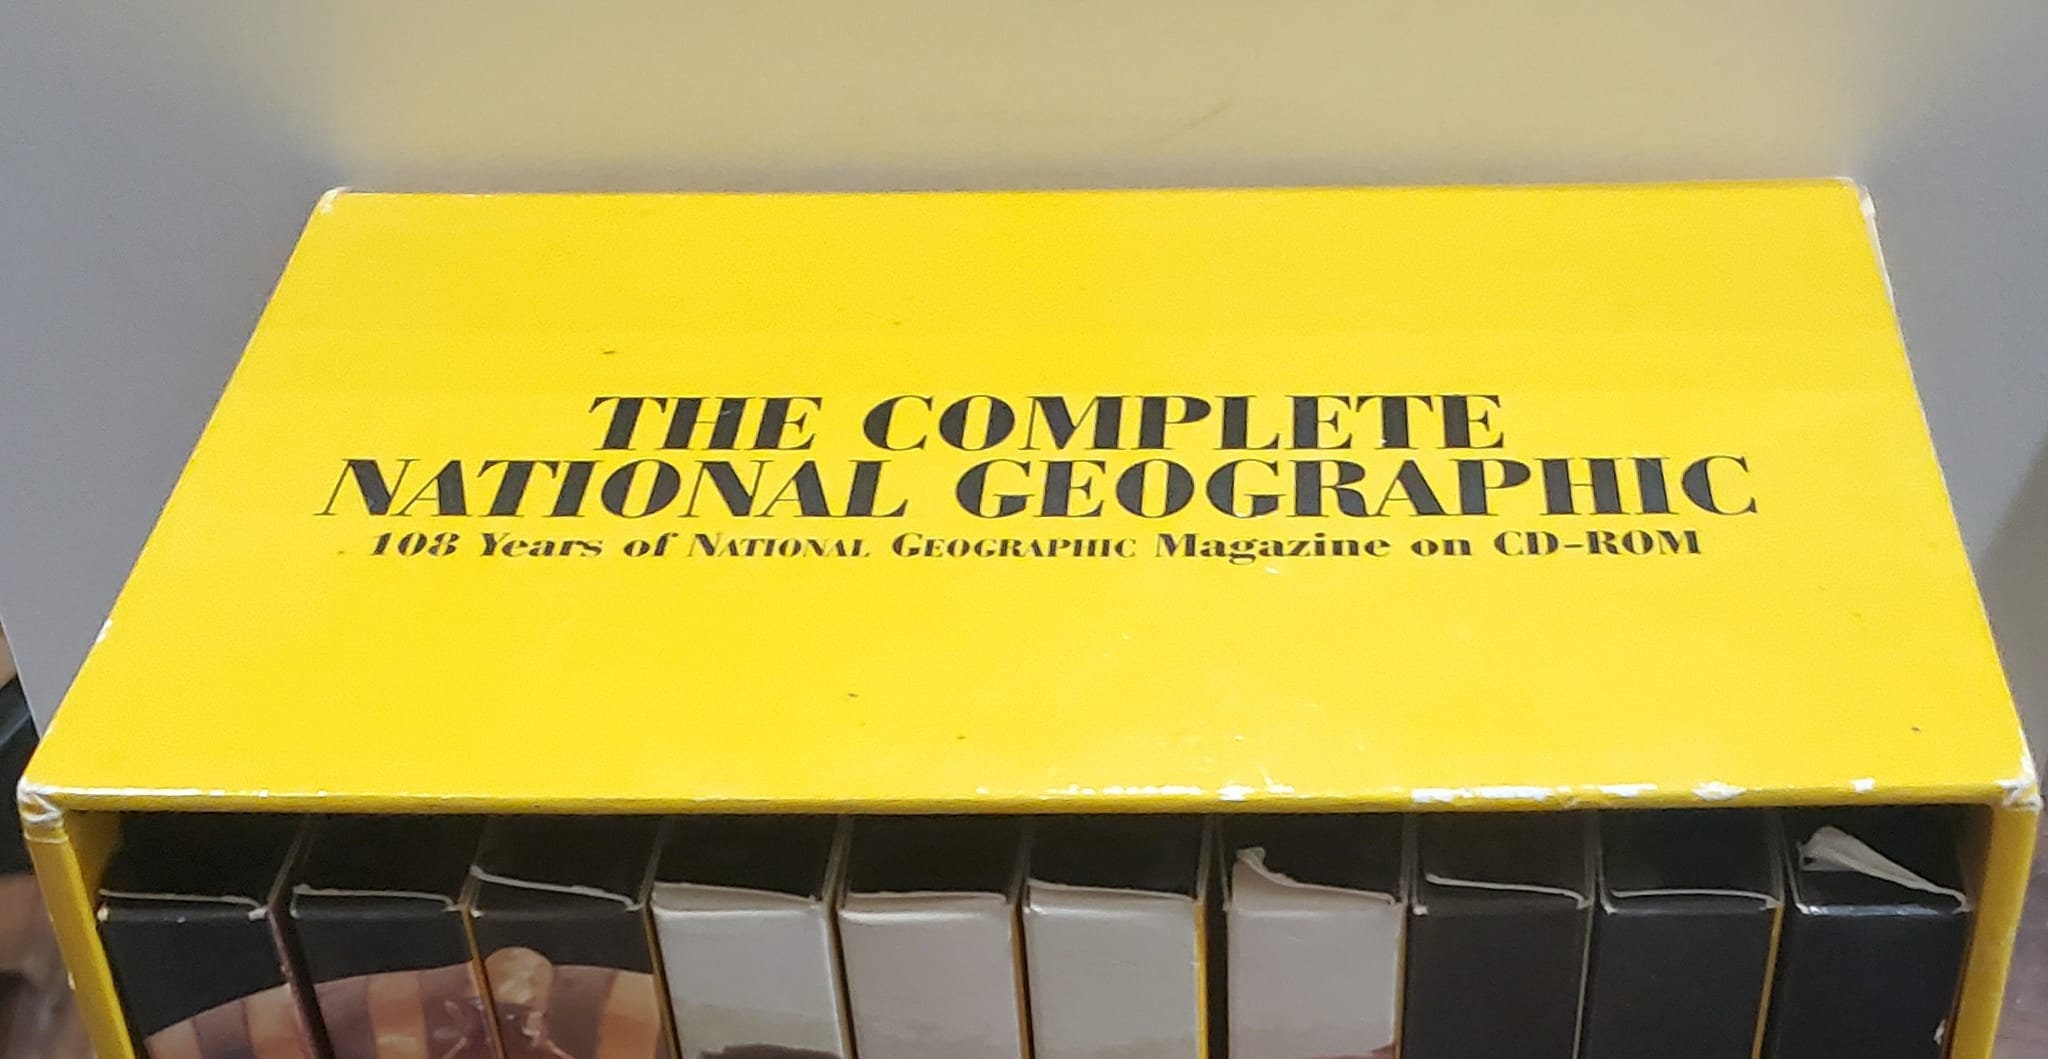 THE COMPLETE
NATIONAL GEOGRAPHIC
108 Years of NATIONAL GEOGRAPHIC Magazine on CD-ROM